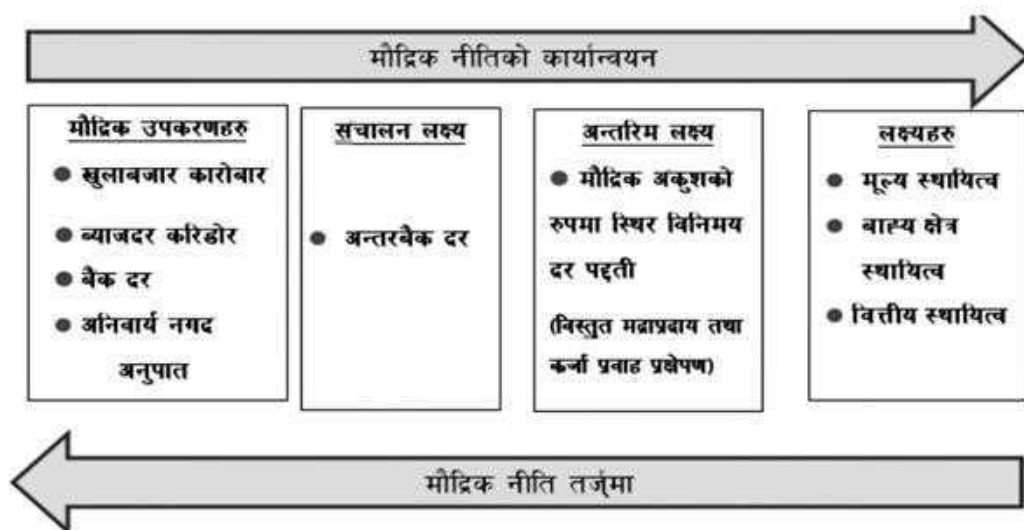 मौद्रिक नीतिको कार्यान्वयन
मौद्रिक उपकरणहरु
खुलाबजार कारोबार
ब्याजदर करिडोर
बैंक दर
अनिवार्य नगद
अनुपात
संचालन लक्ष्य
अन्तरबैंक दर
अन्तरिम लक्ष्य
मौद्रिक अंकुशको
रुपमा स्थिर विनिमय
दर पद्दती
(विस्तृत मद्राप्रदाय तथा
कर्जा प्रवाह प्रक्षेपण)
लक्ष्यहरु
मूल्य स्थायित्व
बाह्य क्षेत्र
स्थायित्व
वित्तीय स्थायित्व
मौद्रिक नीति तर्जुमा